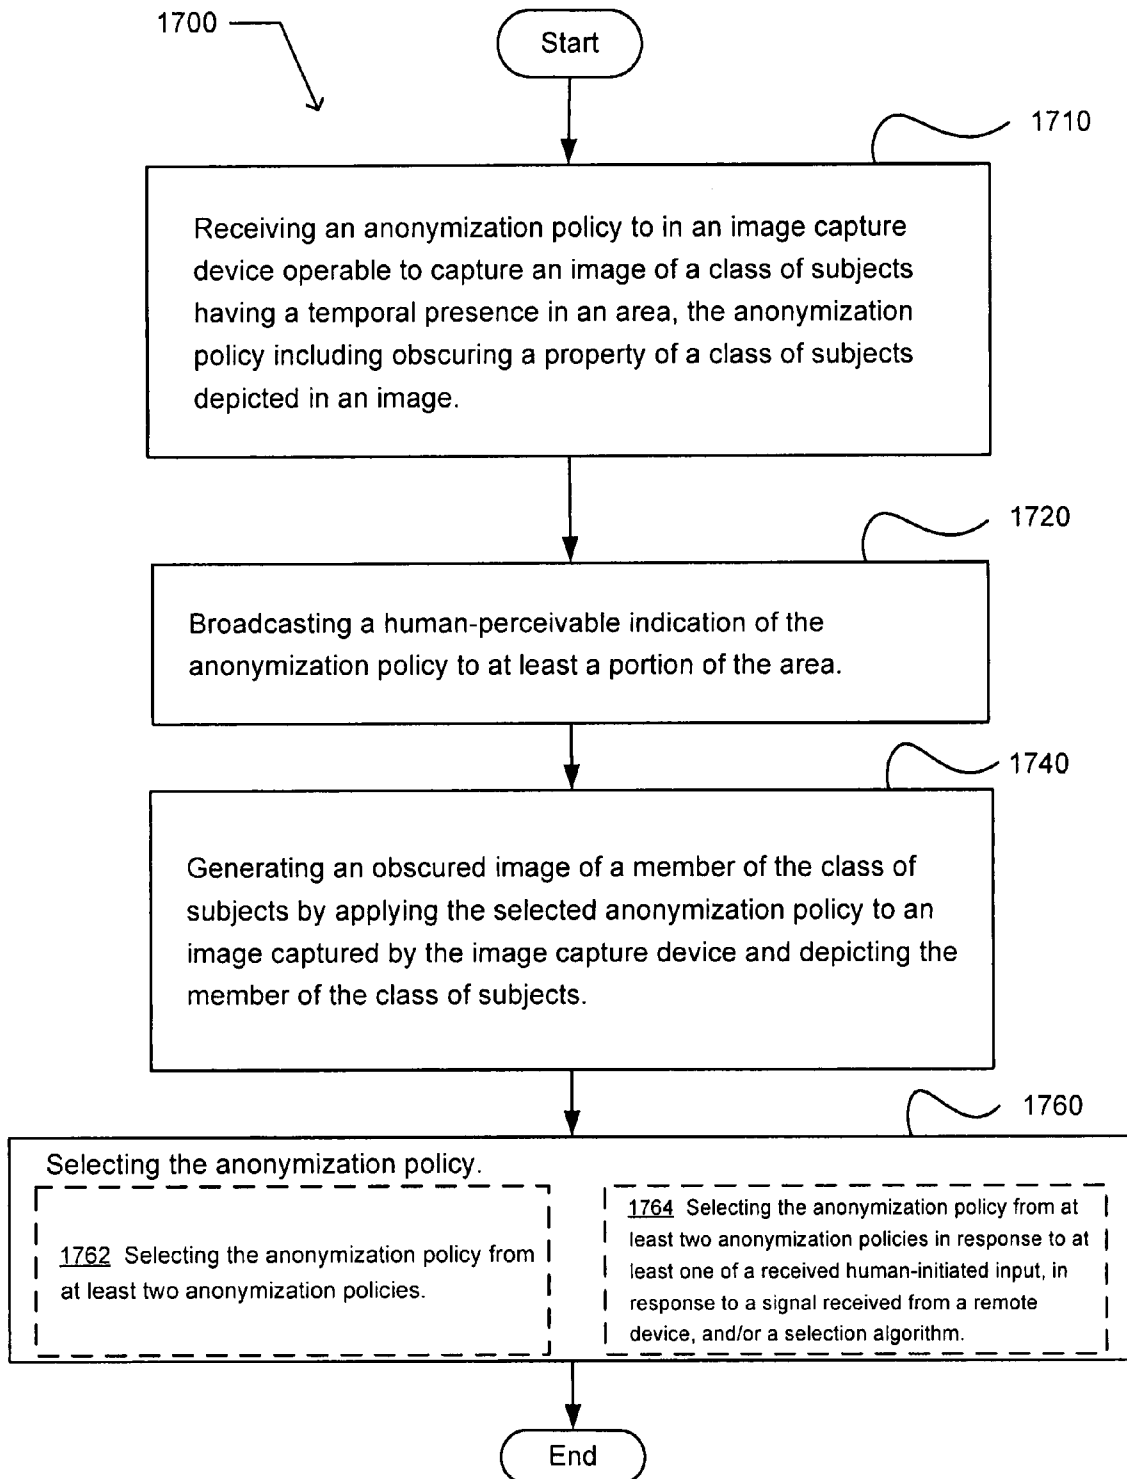 1700
Start
1710
Receiving an anonymization policy to in an image capture
device operable to capture an image of a class of subjects
having a temporal presence in an area, the anonymization
policy including obscuring a property of a class of subjects
depicted in an image.
1720
Broadcasting a human-perceivable indication of the
anonymization policy to at least a portion of the area.
1740
Generating an obscured image of a member of the class of
subjects by applying the selected anonymization policy to an
image captured by the image capture device and depicting the
member of the class of subjects.
1760
Selecting the anonymization policy.
1762 Selecting the anonymization policy from
at least two anonymization policies.
1764 Selecting the anonymization policy from at
least two anonymization policies in response to at
least one of a received human-initiated input, in
response to a signal received from a remote
device, and/or a selection algorithm.
End